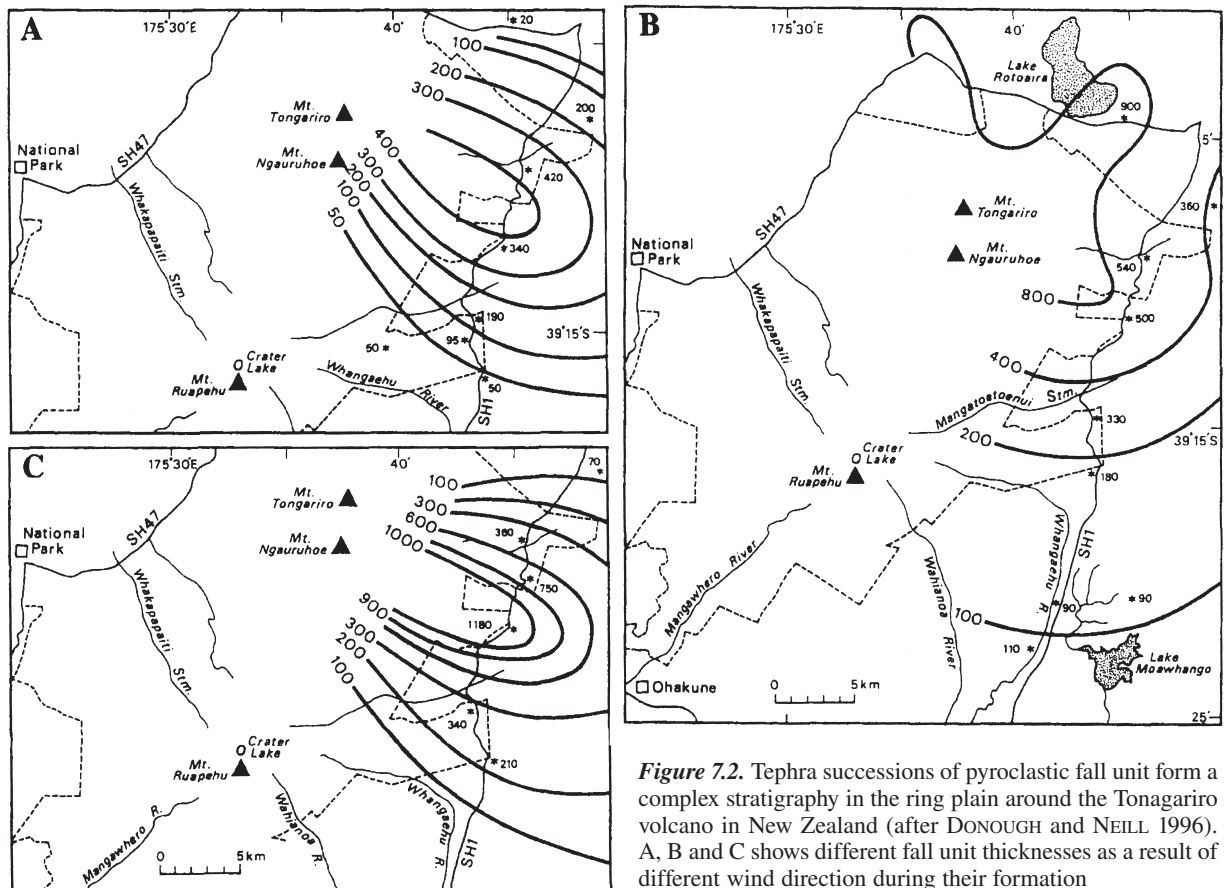 A
175°30'E
40'
* 20
100
200
300
200
*
Mt.
Tongariro
Mt.
Ngauruhoe
400
300
200
100
50
*
420
*340
National
Park
SH47
Whakapapaiti Stm.
*190
95*
50*
39°15'S
*
50
Crater
Lake
Mt.
Ruapehu
Whangaehu
River
SH1
B
175°30'E
40'
Lake
Rotoaira
900
*
5'
Mt.
Tongariro
Mt.
Ngauruhoe
360
*
540
*
800
*500
National
Park
SH47
Whakapapaiti Stm.
400
Mangatoetoenui Stm.
*330
200
39°15'S
Crater
Lake
*180
Mt.
Ruapehu
Mangawhero River
Wahianoa
River
Whangaehu R.
SH1
*90
*90
100
110*
Lake
Moawhango
Ohakune
0 5km
25'
C
175°30'E
40'
70
*
100
300
600
1000
Mt.
Tongariro
Mt.
Ngauruhoe
360
*
*
750
National
Park
SH47
Whakapapaiti Stm.
900
300
200
100
1180
*
340
*
*210
Crater
Lake
Mt.
Ruapehu
Mangawhero R.
Wahianoa R.
Whangaehu R.
SH1
0 5km
Figure 7.2. Tephra successions of pyroclastic fall unit form a
complex stratigraphy in the ring plain around the Tonagariro
volcano in New Zealand (after DONOUGH and NEILL 1996).
A, B and C shows different fall unit thicknesses as a result of
different wind direction during their formation